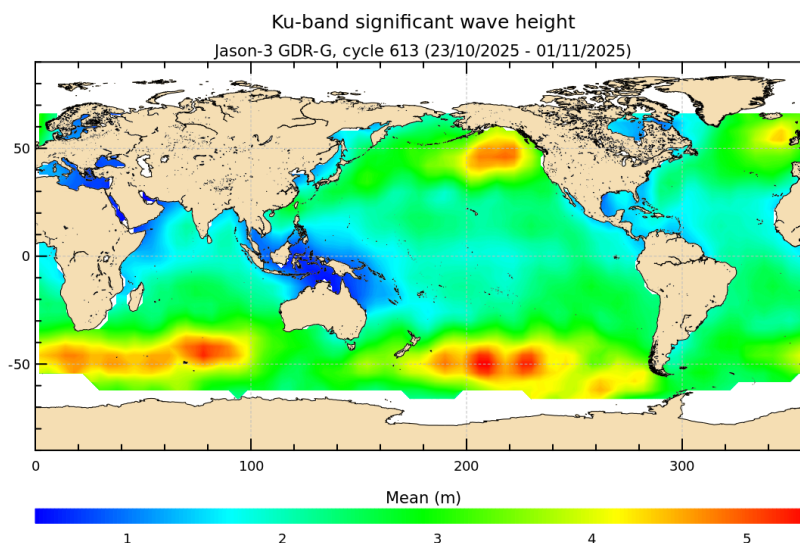 Ku-band significant wave height
Jason-3 GDR-G, cycle 613 (23/10/2025 - 01/11/2025)
50
0
-50
0 100 200 300
Mean (m)
1 2 3 4 5